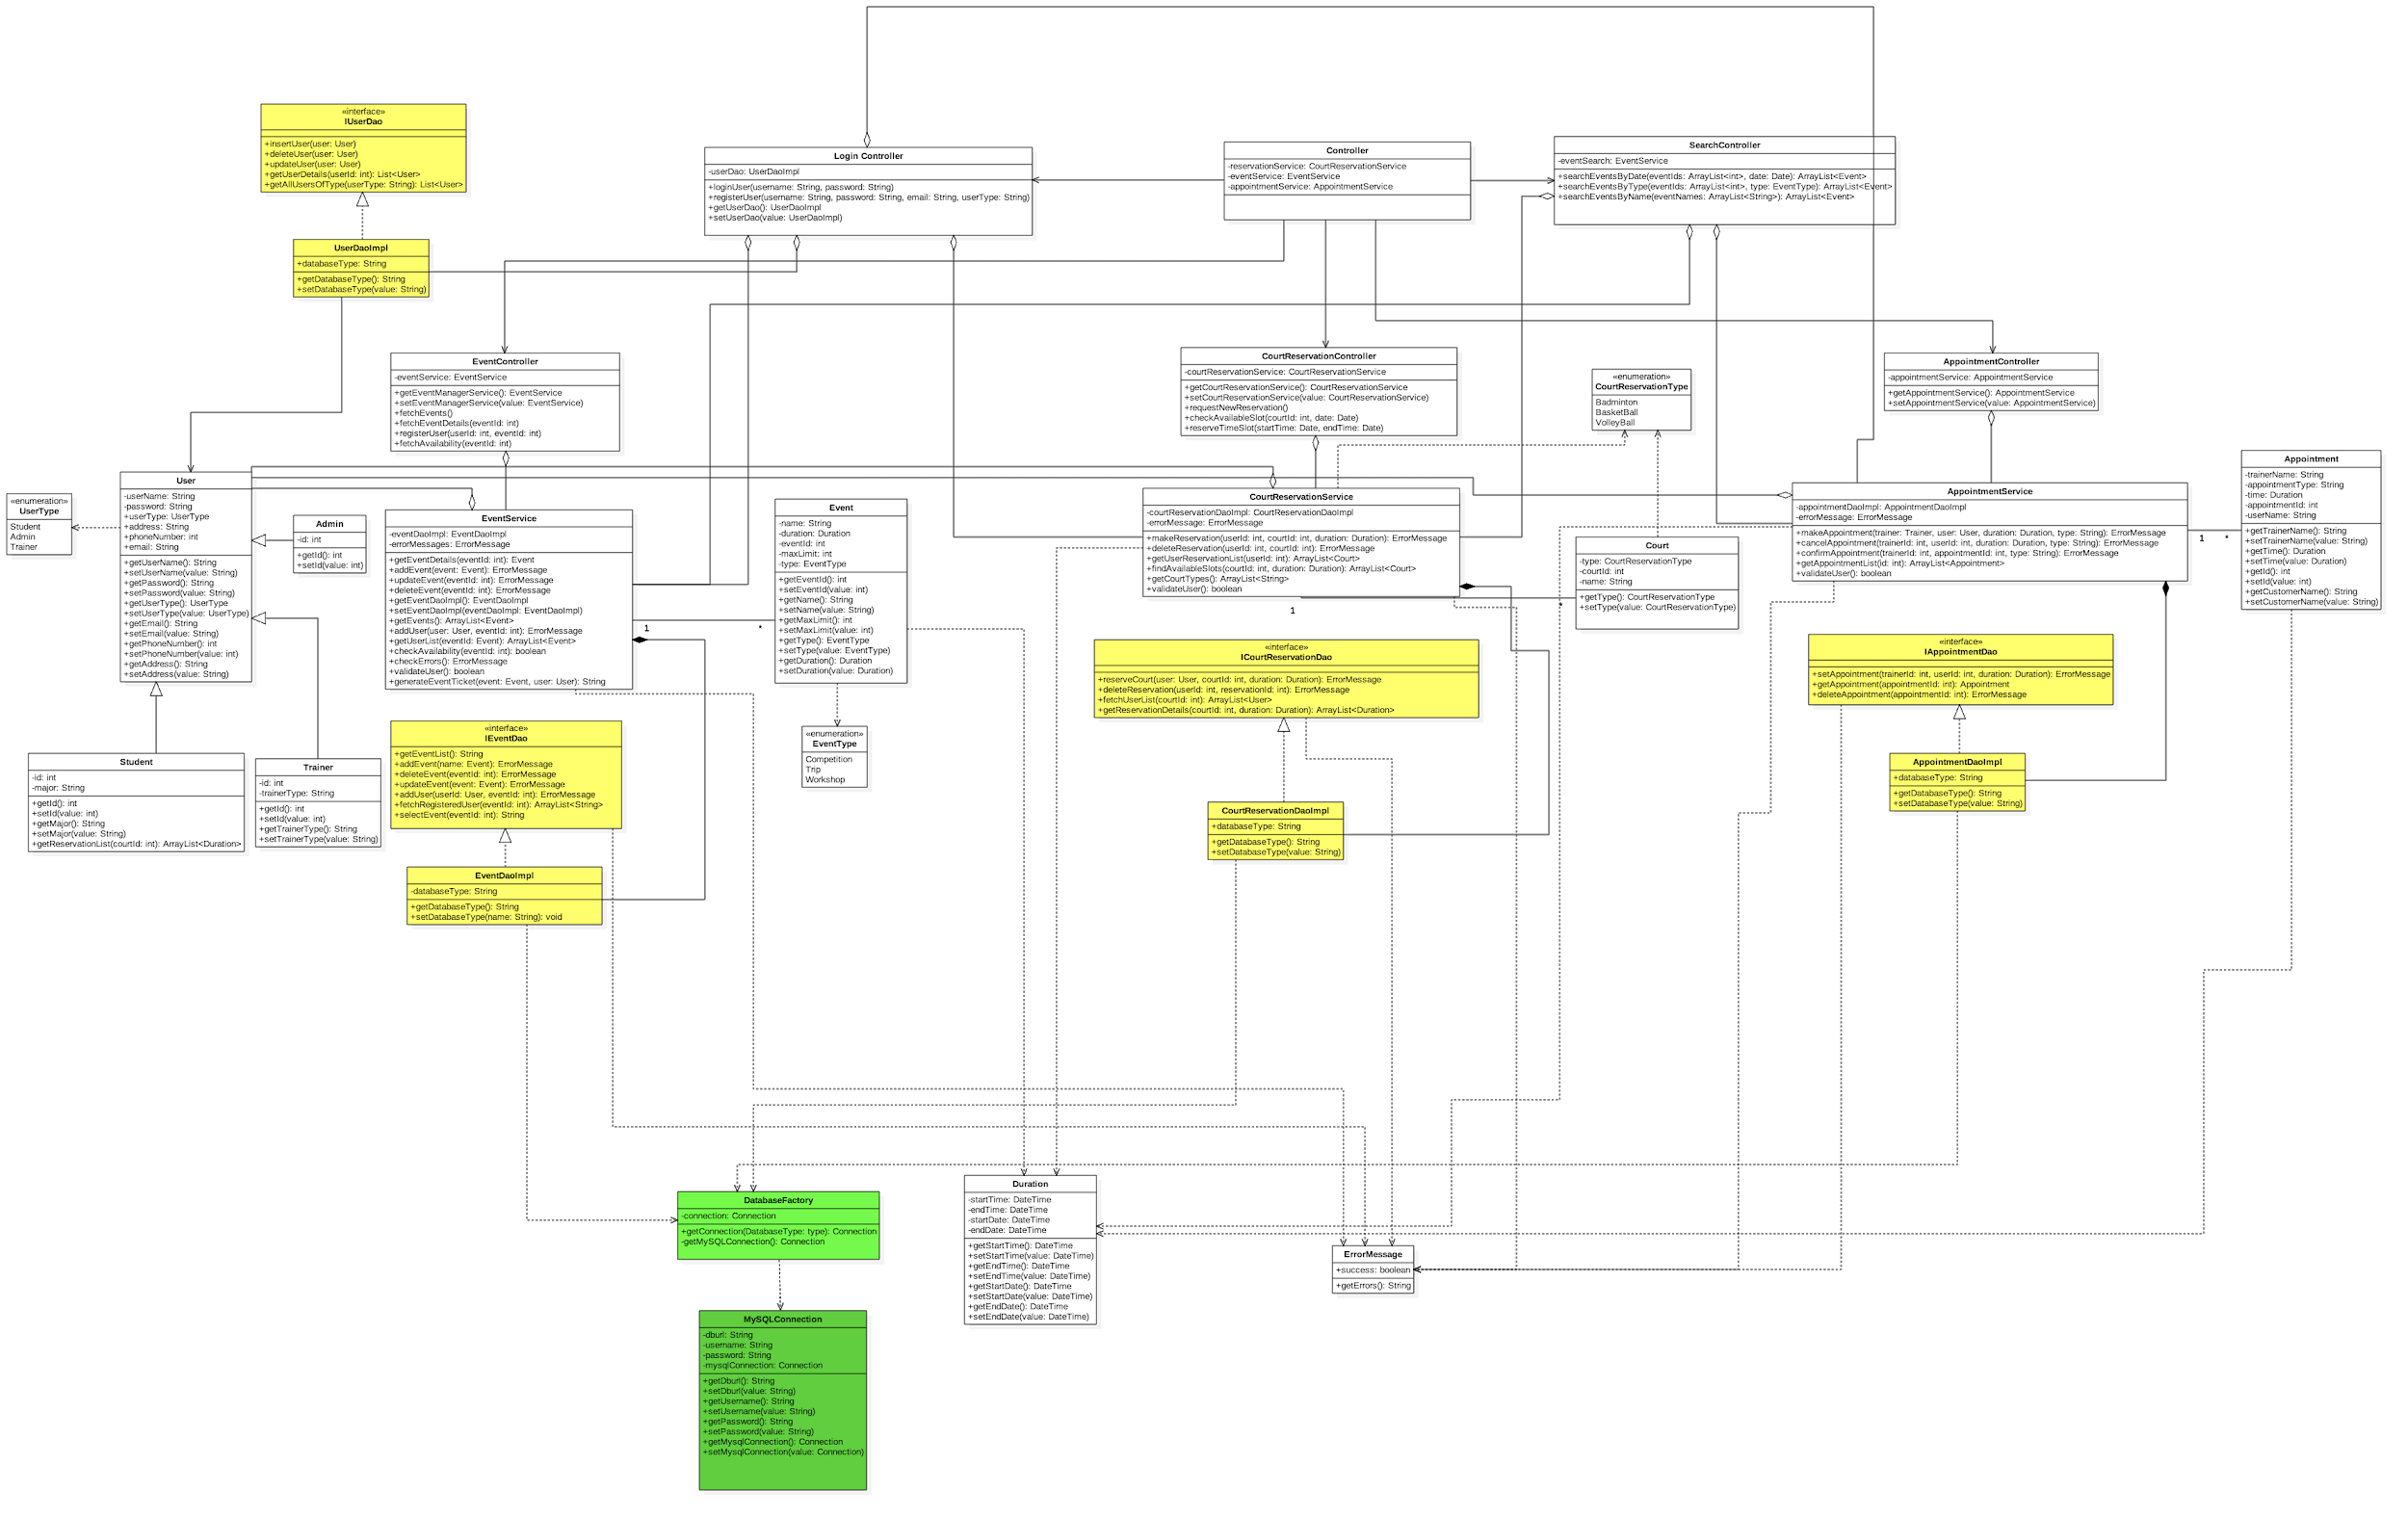 «interface»
IUserDao
+insertUser(user: User)
+deleteUser(user: User)
+updateUser(user: User)
+getUserDetails(userId: int): List<User>
+getAllUsersOfType(userType: String): List<User>
Login Controller
-userDao: UserDaoImpl
+loginUser(username: String, password: String)
+registerUser(username: String, password: String, email: String, userType: String)
+getUserDao(): UserDaoImpl
+setUserDao(value: UserDaoImpl)
Controller
-reservationService: CourtReservationService
-eventService: EventService
-appointmentService: AppointmentService
SearchController
-eventSearch: EventService
+searchEventsByDate(eventIds: ArrayList<int>, date: Date): ArrayList<Event>
+searchEventsByType(eventIds: ArrayList<int>, type: EventType): ArrayList<Event>
+searchEventsByName(eventNames: ArrayList<String>): ArrayList<Event>
UserDaoImpl
+databaseType: String
+getDatabaseType(): String
+setDatabaseType(value: String)
EventController
-eventService: EventService
+getEventManagerService(): EventService
+setEventManagerService(value: EventService)
+fetchEvents()
+fetchEventDetails(eventId: int)
+registerUser(userId: int, eventId: int)
+fetchAvailability(eventId: int)
CourtReservationController
-courtReservationService: CourtReservationService
+getCourtReservationService(): CourtReservationService
+setCourtReservationService(value: CourtReservationService)
+requestNewReservation()
+checkAvailableSlot(courtId: int, date: Date)
+reserveTimeSlot(startTime: Date, endTime: Date)
«enumeration»
CourtReservationType
Badminton
BasketBall
VolleyBall
AppointmentController
-appointmentService: AppointmentService
+getAppointmentService(): AppointmentService
+setAppointmentService(value: AppointmentService)
«enumeration»
UserType
Student
Admin
Trainer
User
-userName: String
-password: String
+userType: UserType
+address: String
+phoneNumber: int
+email: String
+getUserName(): String
+setUserName(value: String)
+getPassword(): String
+setPassword(value: String)
+getUserType(): UserType
+setUserType(value: UserType)
+getEmail(): String
+setEmail(value: String)
+getPhoneNumber(): int
+setPhoneNumber(value: int)
+getAddress(): String
+setAddress(value: String)
Admin
-id: int
+getId(): int
+setId(value: int)
EventService
-eventDaoImpl: EventDaoImpl
-errorMessages: ErrorMessage
+getEventDetails(eventId: int): Event
+addEvent(event: Event): ErrorMessage
+updateEvent(eventId: int): ErrorMessage
+deleteEvent(eventId: int): ErrorMessage
+getEventDaoImpl(): EventDaoImpl
+setEventDaoImpl(eventDaoImpl: EventDaoImpl)
+getEvents(): ArrayList<Event>
+addUser(user: User, eventId: int): ErrorMessage
+getUserList(eventId: Event): ArrayList<Event>
+checkAvailability(eventId: int): boolean
+checkErrors(): ErrorMessage
+validateUser(): boolean
+generateEventTicket(event: Event, user: User): String
1
*
Event
-name: String
-duration: Duration
-eventId: int
-maxLimit: int
-type: EventType
+getEventId(): int
+setEventId(value: int)
+getName(): String
+setName(value: String)
+getMaxLimit(): int
+setMaxLimit(value: int)
+getType(): EventType
+setType(value: EventType)
+getDuration(): Duration
+setDuration(value: Duration)
CourtReservationService
-courtReservationDaoImpl: CourtReservationDaoImpl
-errorMessage: ErrorMessage
+makeReservation(userId: int, courtId: int, duration: Duration): ErrorMessage
+deleteReservation(userId: int, courtId: int): ErrorMessage
+getUserReservationList(userId: int): ArrayList<Court>
+findAvailableSlots(courtId: int, duration: Duration): ArrayList<Court>
+getCourtTypes(): ArrayList<String>
+validateUser(): boolean
1
*
Court
-type: CourtReservationType
-courtId: int
-name: String
+getType(): CourtReservationType
+setType(value: CourtReservationType)
AppointmentService
-appointmentDaoImpl: AppointmentDaoImpl
-errorMessage: ErrorMessage
+makeAppointment(trainer: Trainer, user: User, duration: Duration, type: String): ErrorMessage
+cancelAppointment(trainerId: int, userId: int, duration: Duration, type: String): ErrorMessage
+confirmAppointment(trainerId: int, appointmentId: int, type: String): ErrorMessage
+getAppointmentList(id: int): ArrayList<Appointment>
+validateUser(): boolean
1
*
Appointment
-trainerName: String
-appointmentType: String
-time: Duration
-appointmentId: int
-userName: String
+getTrainerName(): String
+setTrainerName(value: String)
+getTime(): Duration
+setTime(value: Duration)
+getId(): int
+setId(value: int)
+getCustomerName(): String
+setCustomerName(value: String)
«interface»
ICourtReservationDao
+reserveCourt(user: User, courtId: int, duration: Duration): ErrorMessage
+deleteReservation(userId: int, reservationId: int): ErrorMessage
+fetchUserList(courtId: int): ArrayList<User>
+getReservationDetails(courtId: int, duration: Duration): ArrayList<Duration>
«interface»
IAppointmentDao
+setAppointment(trainerId: int, userId: int, duration: Duration): ErrorMessage
+getAppointment(appointmentId: int): Appointment
+deleteAppointment(appointmentId: int): ErrorMessage
Student
-id: int
-major: String
+getId(): int
+setId(value: int)
+getMajor(): String
+setMajor(value: String)
+getReservationList(courtId: int): ArrayList<Duration>
Trainer
-id: int
-trainerType: String
+getId(): int
+setId(value: int)
+getTrainerType(): String
+setTrainerType(value: String)
«interface»
IEventDao
+getEventList(): String
+addEvent(name: Event): ErrorMessage
+deleteEvent(eventId: int): ErrorMessage
+updateEvent(event: Event): ErrorMessage
+addUser(userId: User, eventId: int): ErrorMessage
+fetchRegisteredUser(eventId: int): ArrayList<String>
+selectEvent(eventId: int): String
«enumeration»
EventType
Competition
Trip
Workshop
CourtReservationDaoImpl
+databaseType: String
+getDatabaseType(): String
+setDatabaseType(value: String)
AppointmentDaoImpl
+databaseType: String
+getDatabaseType(): String
+setDatabaseType(value: String)
EventDaoImpl
-databaseType: String
+getDatabaseType(): String
+setDatabaseType(name: String): void
DatabaseFactory
-connection: Connection
+getConnection(DatabaseType: type): Connection
-getMySQLConnection(): Connection
Duration
-startTime: DateTime
-endTime: DateTime
-startDate: DateTime
-endDate: DateTime
+getStartTime(): DateTime
+setStartTime(value: DateTime)
+getEndTime(): DateTime
+setEndTime(value: DateTime)
+getStartDate(): DateTime
+setStartDate(value: DateTime)
+getEndDate(): DateTime
+setEndDate(value: DateTime)
ErrorMessage
+success: boolean
+getErrors(): String
MySQLConnection
-dburl: String
-username: String
-password: String
-mysqlConnection: Connection
+getDburl(): String
+setDburl(value: String)
+getUsername(): String
+setUsername(value: String)
+getPassword(): String
+setPassword(value: String)
+getMysqlConnection(): Connection
+setMysqlConnection(value: Connection)